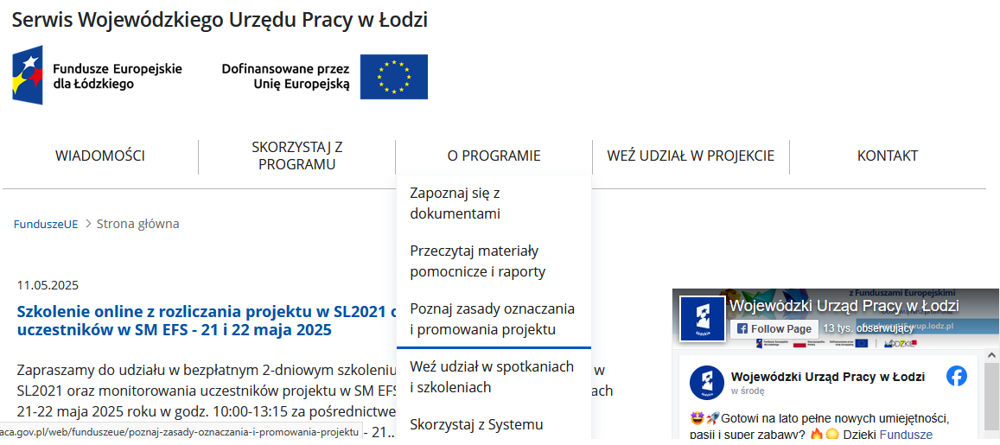 Serwis Wojewódzkiego Urzędu Pracy w Łodzi
Fundusze Europejskie
dla Łódzkiego
Dofinansowane przez
Unię Europejską
WIADOMOŚCI
SKORZYSTAJ Z
PROGRAMU
O PROGRAMIE
WEŹ UDZIAŁ W PROJEKCIE
KONTAKT
Zapoznaj się z
dokumentami
Przeczytaj materiały
pomocnicze i raporty
Poznaj zasady oznaczania
i promowania projektu
Weź udział w spotkaniach
i szkoleniach
Skorzystaj z Systemu
FunduszeUE > Strona główna
11.05.2025
Szkolenie online z rozliczania projektu w SL2021
uczestników w SM EFS - 21 i 22 maja 2025
Zapraszamy do udziału w bezpłatnym 2-dniowym szkoleniu w
SL2021 oraz monitorowania uczestników projektu w SM EFS ach
21-22 maja 2025 roku w godz. 10:00-13:15 za pośrednictwe
- 21...
aca.gov.pl/web/funduszeue/poznaj-zasady-oznaczania-i-promowania-projektu
z Funduszami Europejskimi
Wojewódzki Urząd Pracy w Łodzi
Follow Page
13 tys. obserwujący
wup.lodz.pl
łódzkie
Wojewódzki Urząd Pracy w Łodzi
w środę
🤩🚀Gotowi na lato pełne nowych umiejętności,
pasji i super zabawy? 🔥🌞 Dzięki Fundusze